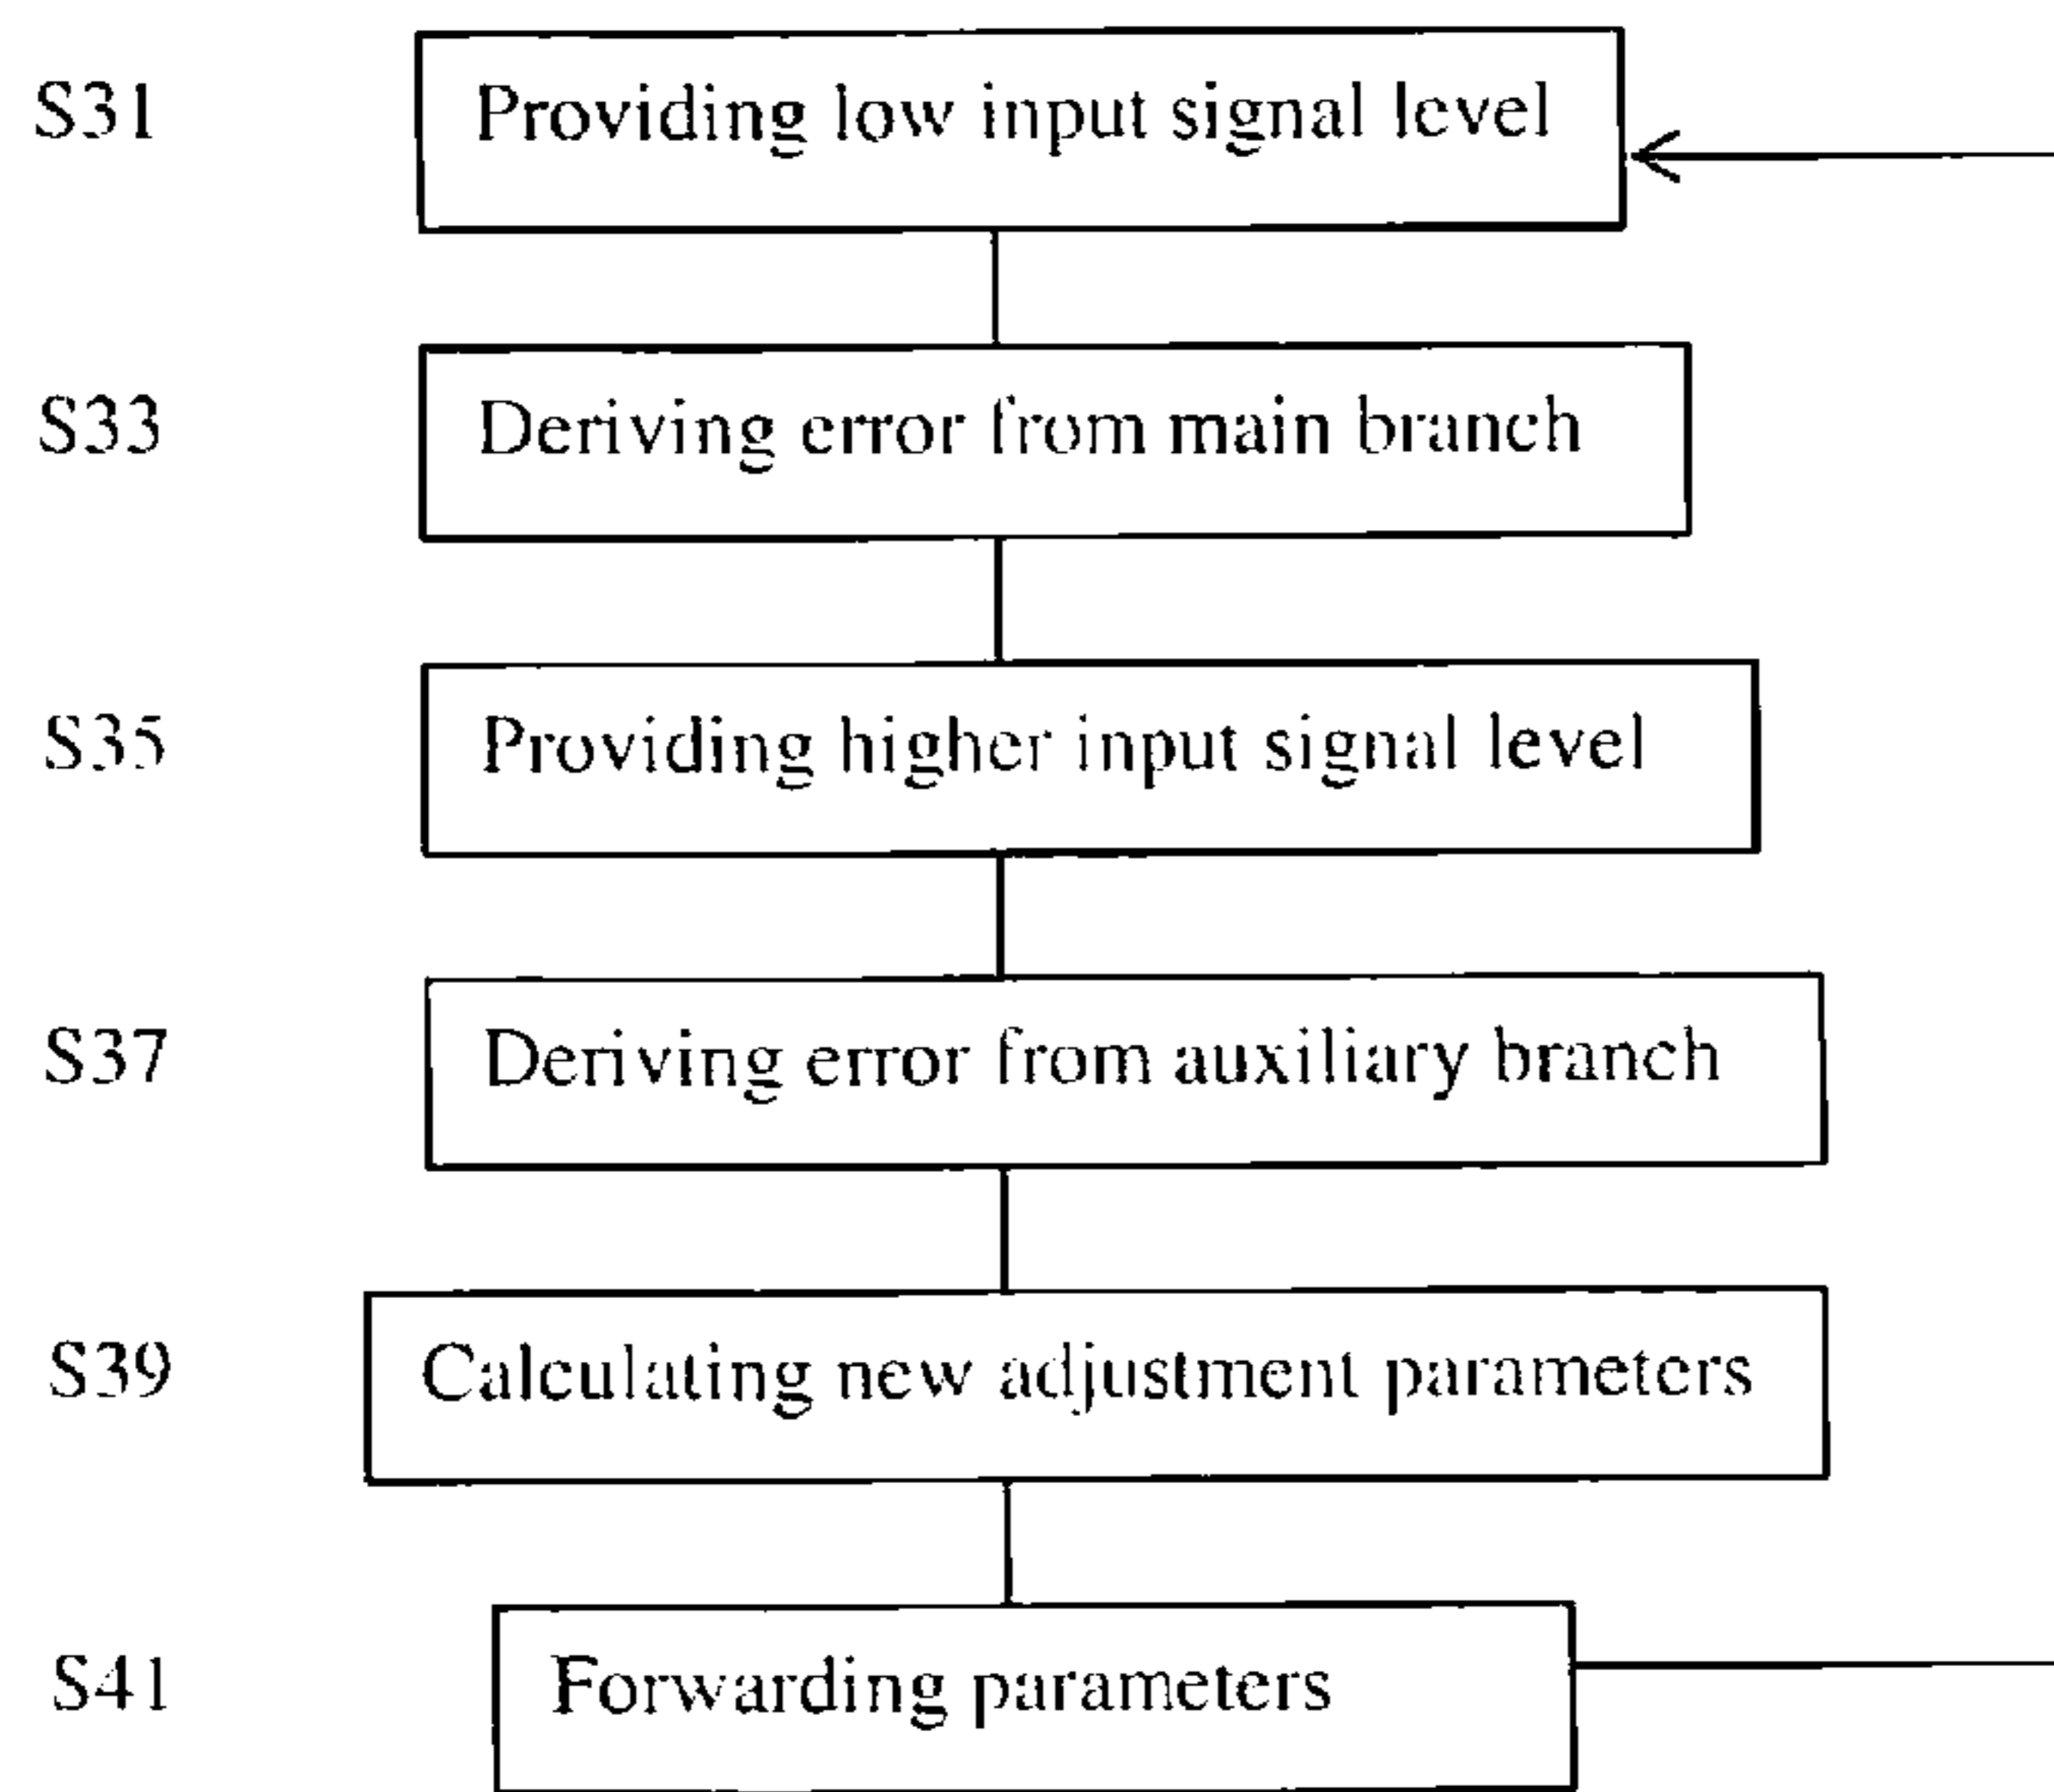 S31 Providing low input signal level
S33 Deriving error from main branch
S35 Providing higher input signal level
S37 Deriving error from auxiliary branch
S39 Calculating new adjustment parameters
S41 Forwarding parameters